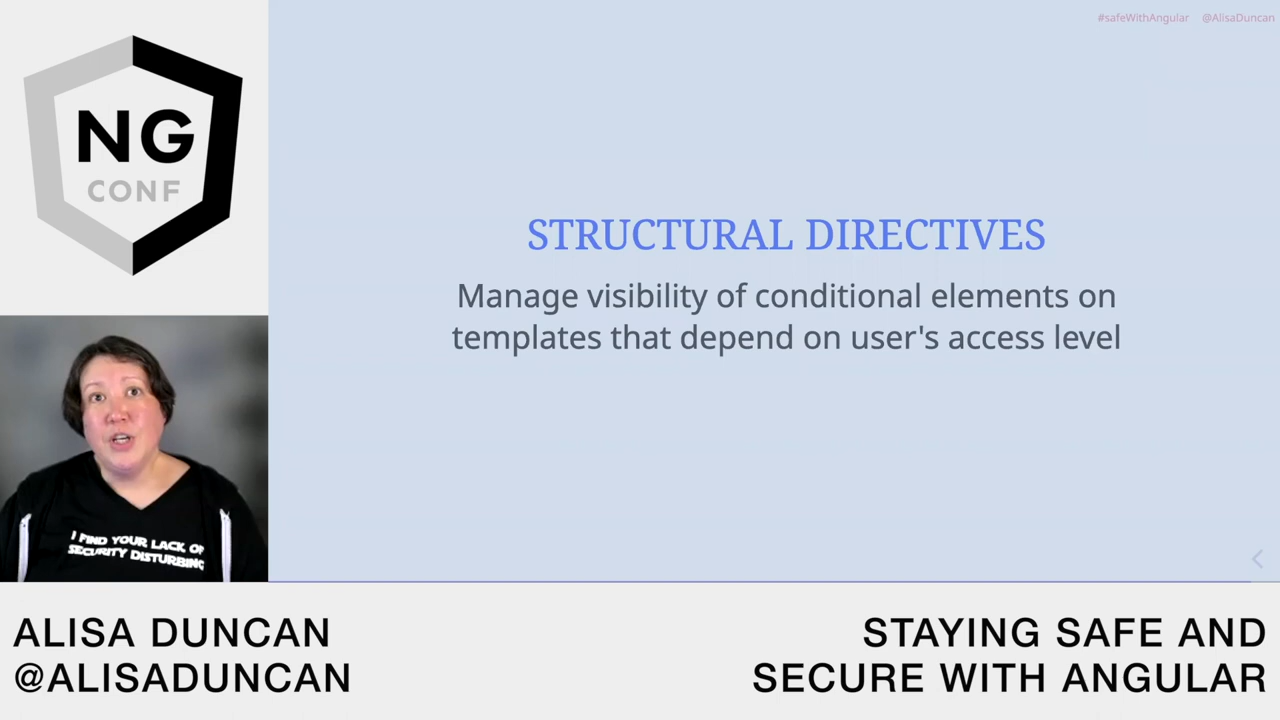 #safeWithAngular @AlisaDuncan
NG
CONF
STRUCTURAL DIRECTIVES
Manage visibility of conditional elements on
templates that depend on user's access level
I FIND YOUR LACK OF
SECURITY DISTURBING
ALISA DUNCAN
@ALISADUNCAN
STAYING SAFE AND
SECURE WITH ANGULAR